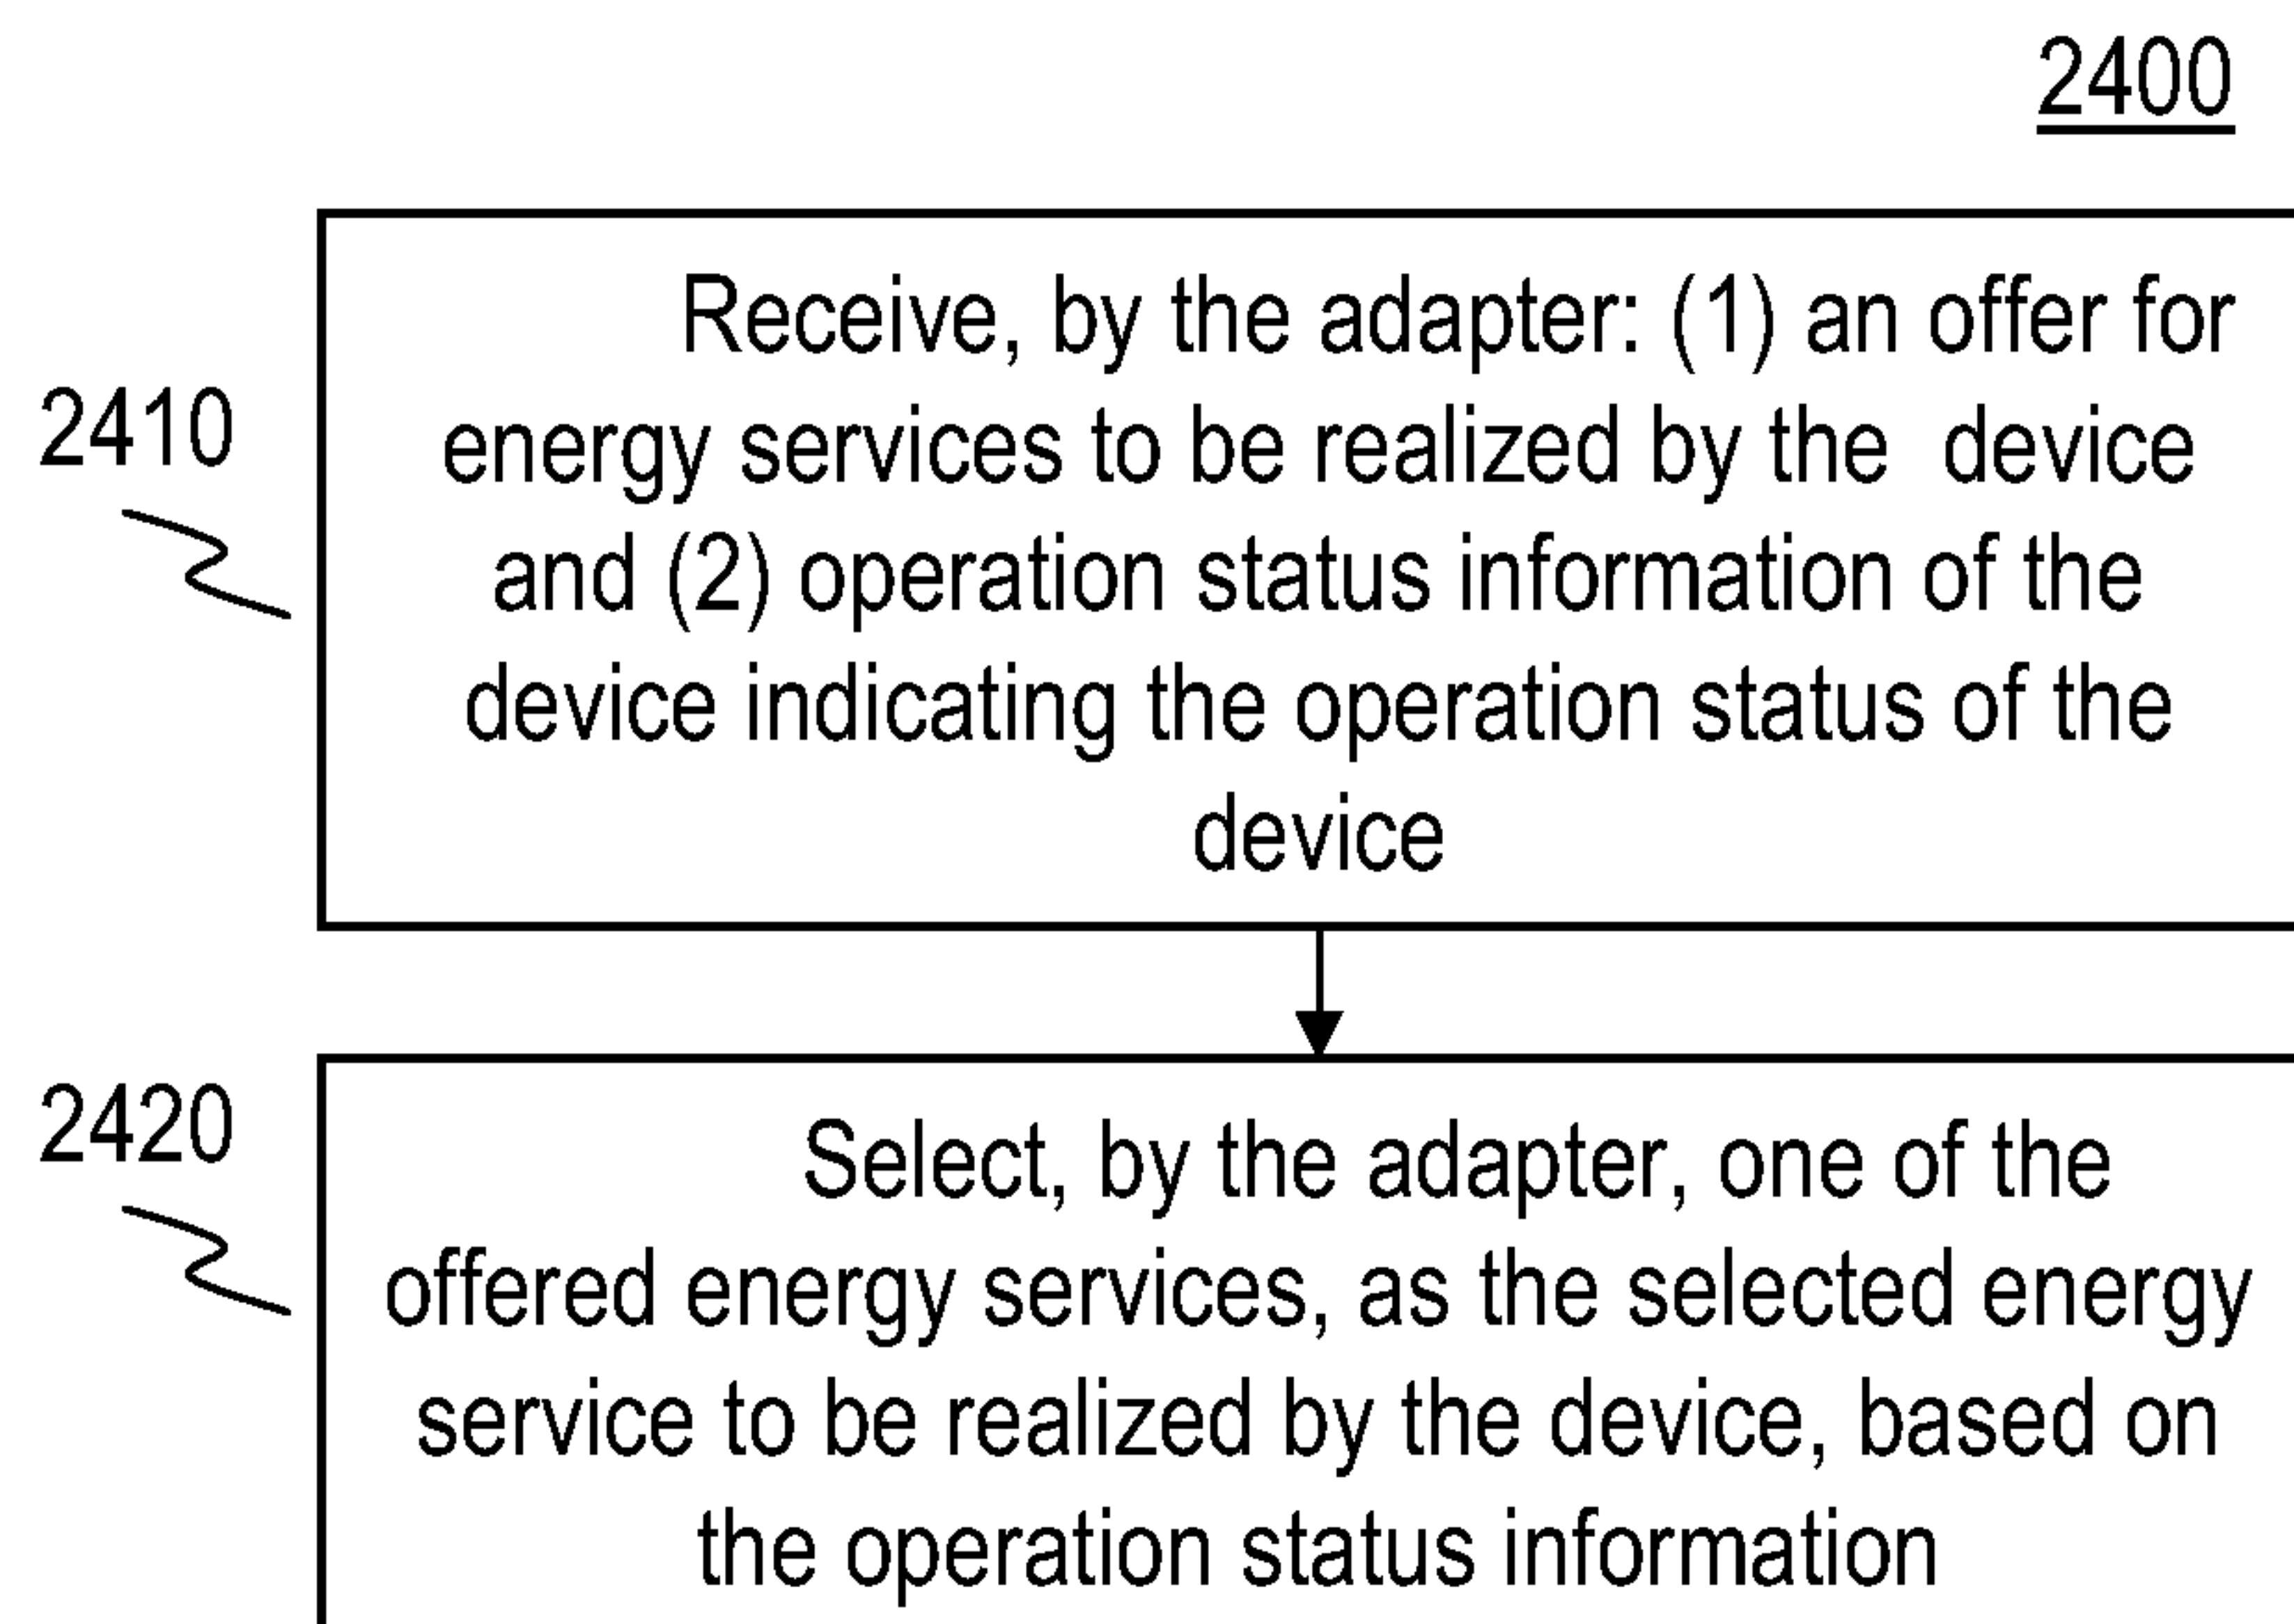 2400
Receive, by the adapter: (1) an offer for
2410
energy services to be realized by the device
and (2) operation status information of the
device indicating the operation status of the
device
2420
Select, by the adapter, one of the
offered energy services, as the selected energy
service to be realized by the device, based on
the operation status information